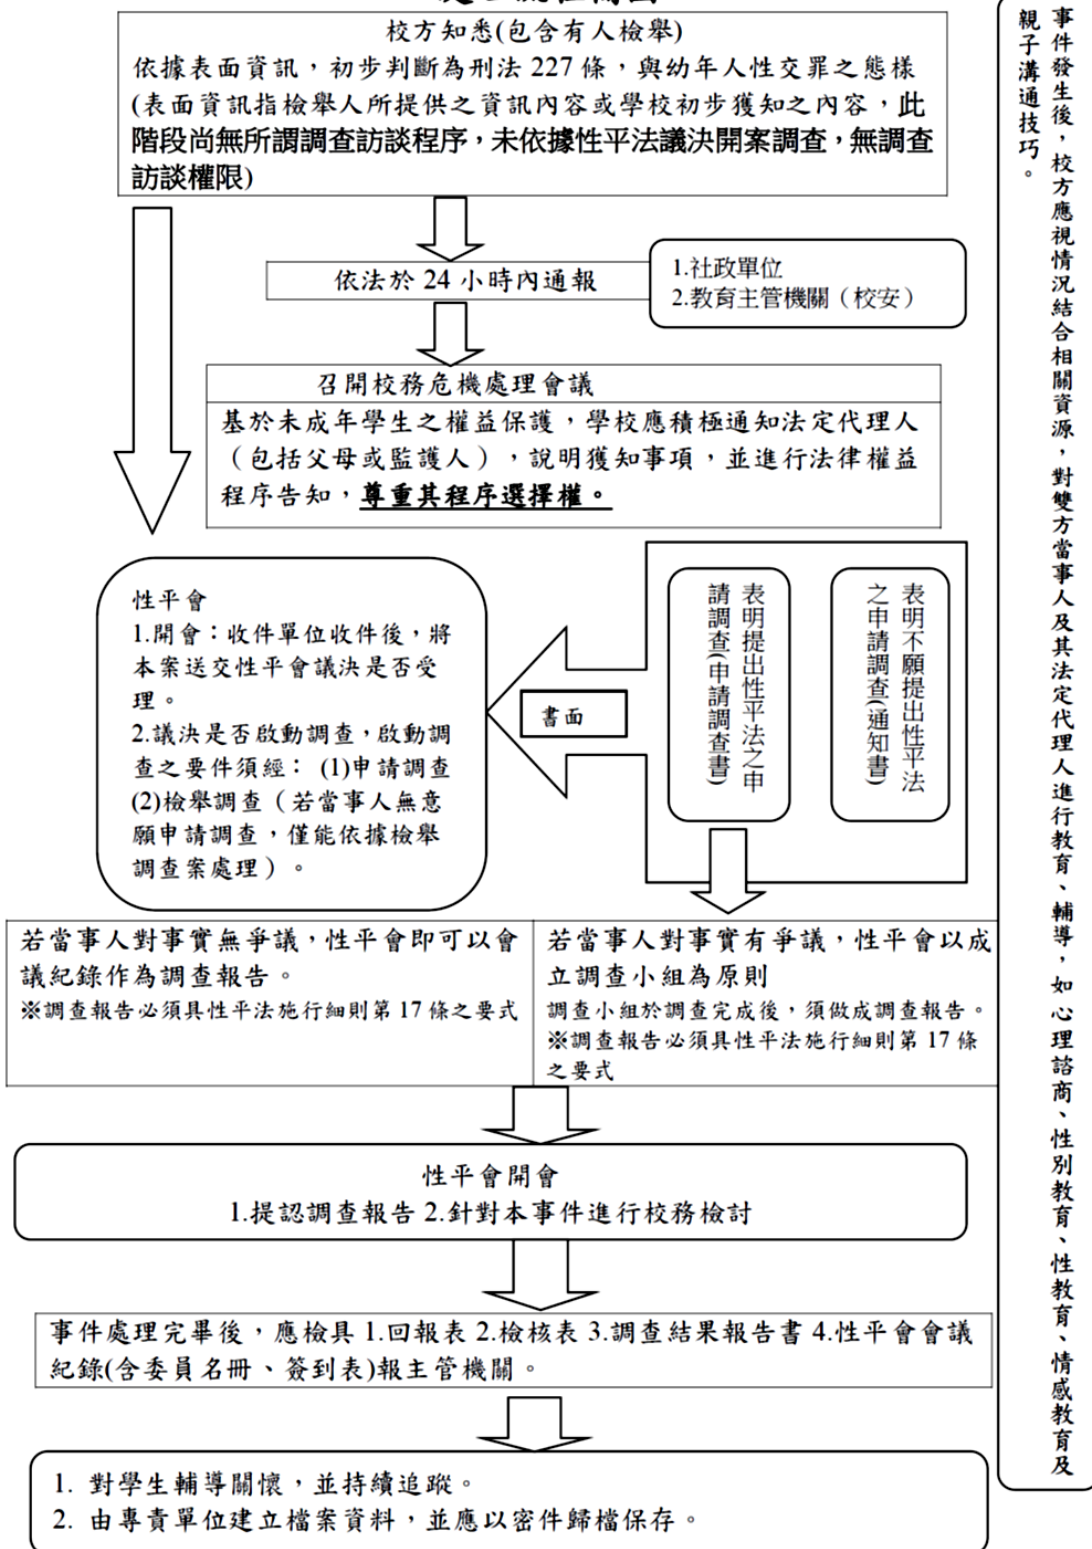 校方知悉(包含有人檢舉)
依據表面資訊，初步判斷為刑法 227 條，與幼年人性交罪之態樣
(表面資訊指檢舉人所提供之資訊內容或學校初步獲知之內容，此
階段尚無所謂調查訪談程序，未依據性平法議決開案調查，無調查
訪談權限)
依法於 24 小時內通報
1.社政單位
2.教育主管機關（校安）
召開校務危機處理會議
基於未成年學生之權益保護，學校應積極通知法定代理人
（包括父母或監護人），說明獲知事項，並進行法律權益
程序告知，尊重其程序選擇權。
性平會
1.開會：收件單位收件後，將
本案送交性平會議決是否受
理。
2.議決是否啟動調查，啟動調
查之要件須經： (1)申請調查
(2)檢舉調查（若當事人無意
願申請調查，僅能依據檢舉
調查案處理）。
書面
表明提出性平法之申
請調查(申請調查書)
表明不願提出性平法
之申請調查(通知書)
若當事人對事實無爭議，性平會即可以會
議紀錄作為調查報告。
※調查報告必須具性平法施行細則第 17 條之要式
若當事人對事實有爭議，性平會以成
立調查小組為原則
調查小組於調查完成後，須做成調查報告。
※調查報告必須具性平法施行細則第 17 條
之要式
性平會開會
1.提認調查報告 2.針對本事件進行校務檢討
事件處理完畢後，應檢具 1.回報表 2.檢核表 3.調查結果報告書 4.性平會會議
紀錄(含委員名冊、簽到表)報主管機關。
1. 對學生輔導關懷，並持續追蹤。
2. 由專責單位建立檔案資料，並應以密件歸檔保存。
事件發生後，校方應視情況結合相關資源，對雙方當事人及其法定代理人進行教育、輔導，如心理諮商、性別教育、性教育、情感教育及
親子溝通技巧。